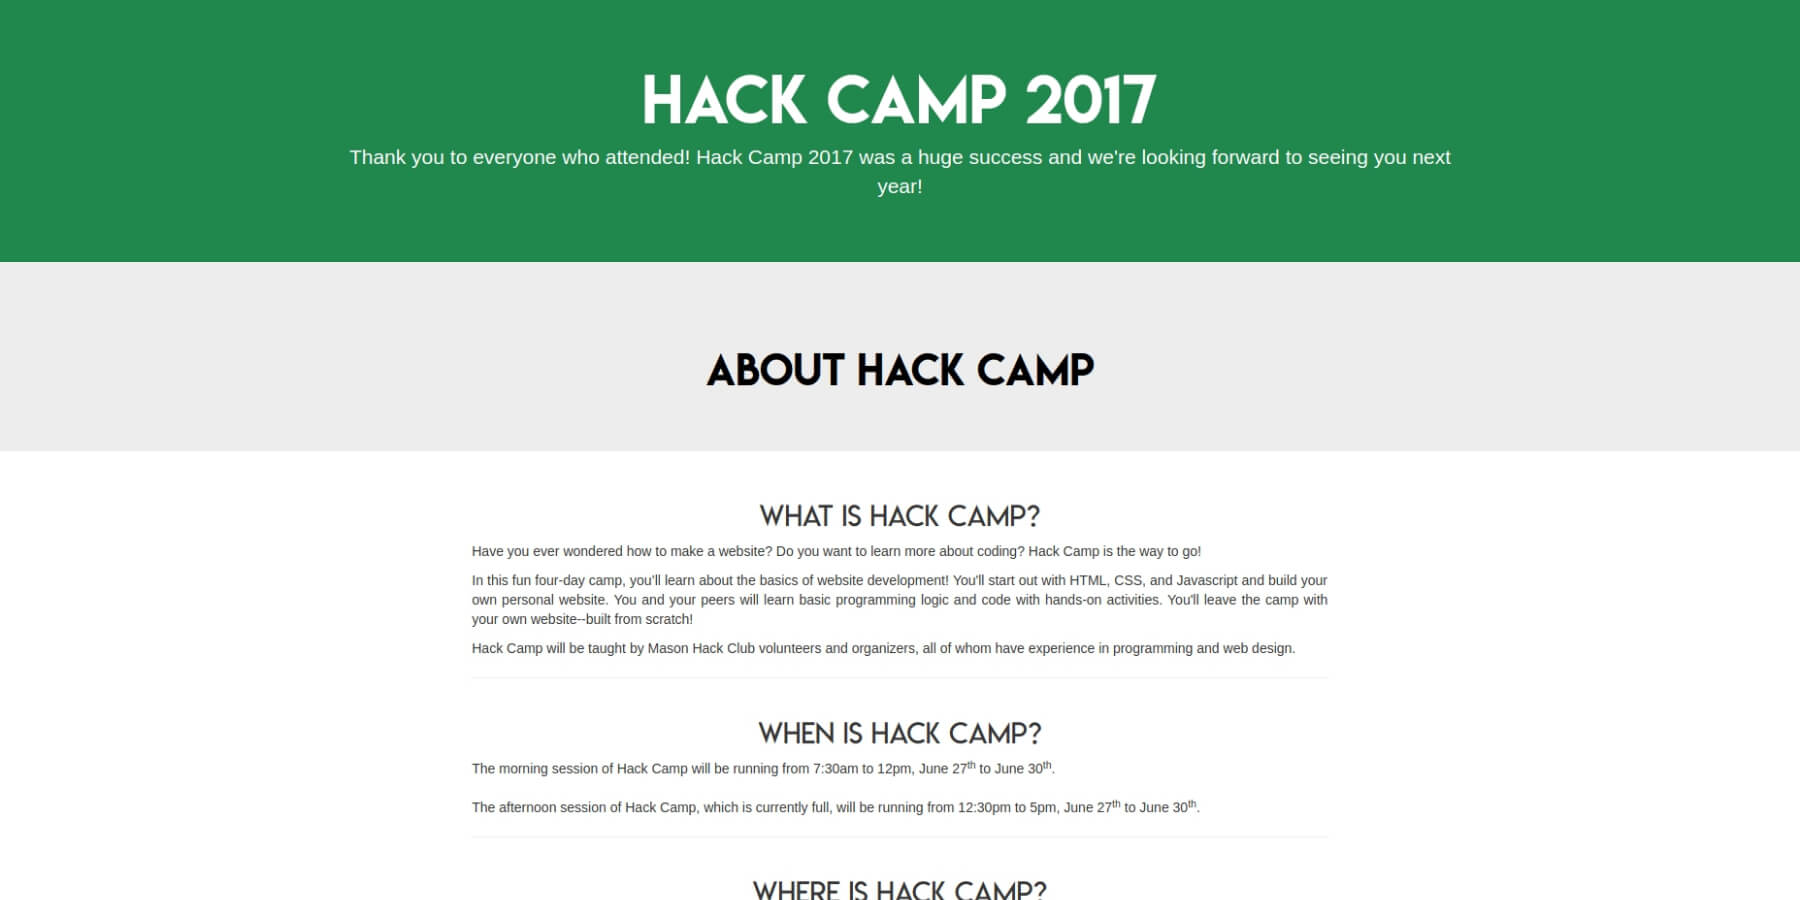 HACK CAMP 2017
Thank you to everyone who attended! Hack Camp 2017 was a huge success and we're looking forward to seeing you next
year!
ABOUT HACK CAMP
WHAT IS HACK CAMP?
Have you ever wondered how to make a website? Do you want to learn more about coding? Hack Camp is the way to go!
In this fun four-day camp, you'll learn about the basics of website development! You'll start out with HTML, CSS, and Javascript and build your
own personal website. You and your peers will learn basic programming logic and code with hands-on activities. You'll leave the camp with
your own website--built from scratch!
Hack Camp will be taught by Mason Hack Club volunteers and organizers, all of whom have experience in programming and web design.
WHEN IS HACK CAMP?
The morning session of Hack Camp will be running from 7:30am to 12pm, June 27th to June 30th.
The afternoon session of Hack Camp, which is currently full, will be running from 12:30pm to 5pm, June 27th to June 30th.
WHERE IS HACK CAMP?